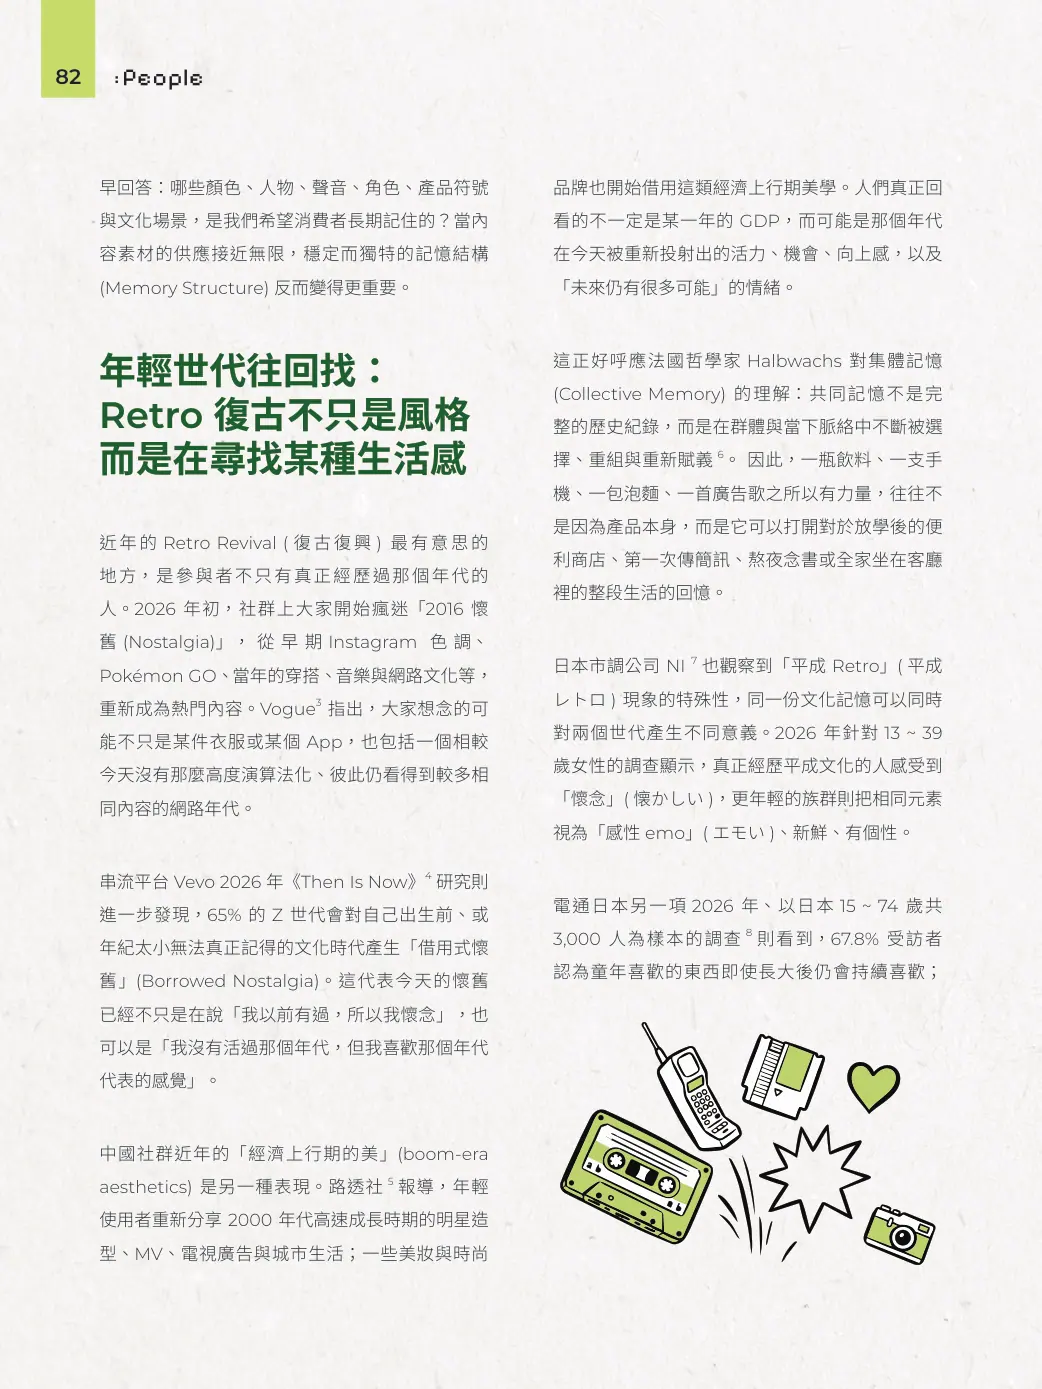 82
:People
早回答：哪些顏色、人物、聲音、角色、產品符號
與文化場景，是我們希望消費者長期記住的？當內
容素材的供應接近無限，穩定而獨特的記憶結構
(Memory Structure) 反而變得更重要。
年輕世代往回找：
Retro 復古不只是風格
而是在尋找某種生活感
近年的 Retro Revival ( 復古復興 ) 最有意思的
地方，是參與者不只有真正經歷過那個年代的
人。2026 年初，社群上大家開始瘋迷「2016 懷
舊 (Nostalgia)」，從早期 Instagram 色調、
Pokémon GO、當年的穿搭、音樂與網路文化等，
重新成為熱門內容。Vogue3 指出，大家想念的可
能不只是某件衣服或某個 App，也包括一個相較
今天沒有那麼高度演算法化、彼此仍看得到較多相
同內容的網路年代。
串流平台 Vevo 2026 年《Then Is Now》4 研究則
進一步發現，65% 的 Z 世代會對自己出生前、或
年紀太小無法真正記得的文化時代產生「借用式懷
舊」(Borrowed Nostalgia)。這代表今天的懷舊
已經不只是在說「我以前有過，所以我懷念」，也
可以是「我沒有活過那個年代，但我喜歡那個年代
代表的感覺」。
中國社群近年的「經濟上行期的美」(boom-era
aesthetics) 是另一種表現。路透社 5 報導，年輕
使用者重新分享 2000 年代高速成長時期的明星造
型、MV、電視廣告與城市生活；一些美妝與時尚
品牌也開始借用這類經濟上行期美學。人們真正回
看的不一定是某一年的 GDP，而可能是那個年代
在今天被重新投射出的活力、機會、向上感，以及
「未來仍有很多可能」的情緒。
這正好呼應法國哲學家 Halbwachs 對集體記憶
(Collective Memory) 的理解：共同記憶不是完
整的歷史紀錄，而是在群體與當下脈絡中不斷被選
擇、重組與重新賦義 6。 因此，一瓶飲料、一支手
機、一包泡麵、一首廣告歌之所以有力量，往往不
是因為產品本身，而是它可以打開對於放學後的便
利商店、第一次傳簡訊、熬夜念書或全家坐在客廳
裡的整段生活的回憶。
日本市調公司 NI 7 也觀察到「平成 Retro」( 平成
レトロ ) 現象的特殊性，同一份文化記憶可以同時
對兩個世代產生不同意義。2026 年針對 13 ~ 39
歲女性的調查顯示，真正經歷平成文化的人感受到
「懷念」( 懐かしい )，更年輕的族群則把相同元素
視為「感性 emo」( エモい )、新鮮、有個性。
電通日本另一項 2026 年、以日本 15 ~ 74 歲共
3,000 人為樣本的調查 8 則看到，67.8% 受訪者
認為童年喜歡的東西即使長大後仍會持續喜歡；
a b
a b